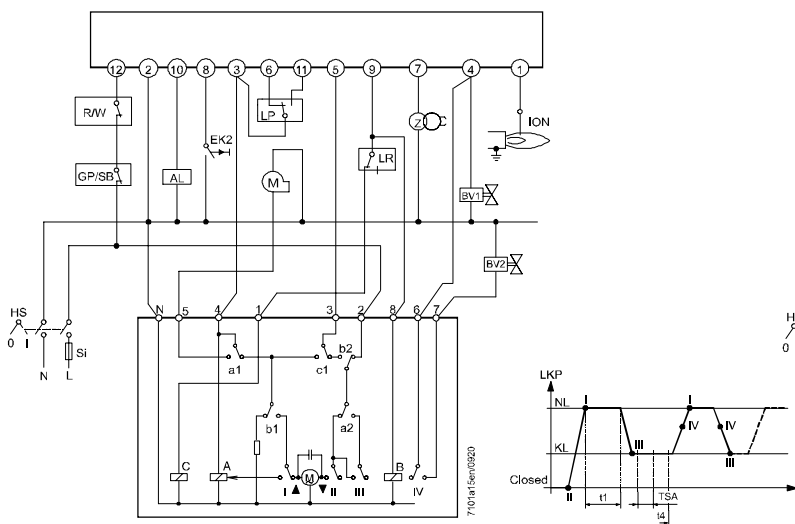 12 2 10 8 3 6 11 5 9 7 4 1
R/W
LP
EK2
Z
ION
GP/SB
AL
M
LR
BV1
BV2
N 5 4 1 3 2 8 6 7
HS
0 I
Si
N L
a1 c1 b2
b1 a2
C A I M II III B IV
7101a15en/0920
H
0
LKP
NL I I
IV IV
KL III III
Closed
II t1 TSA
t4